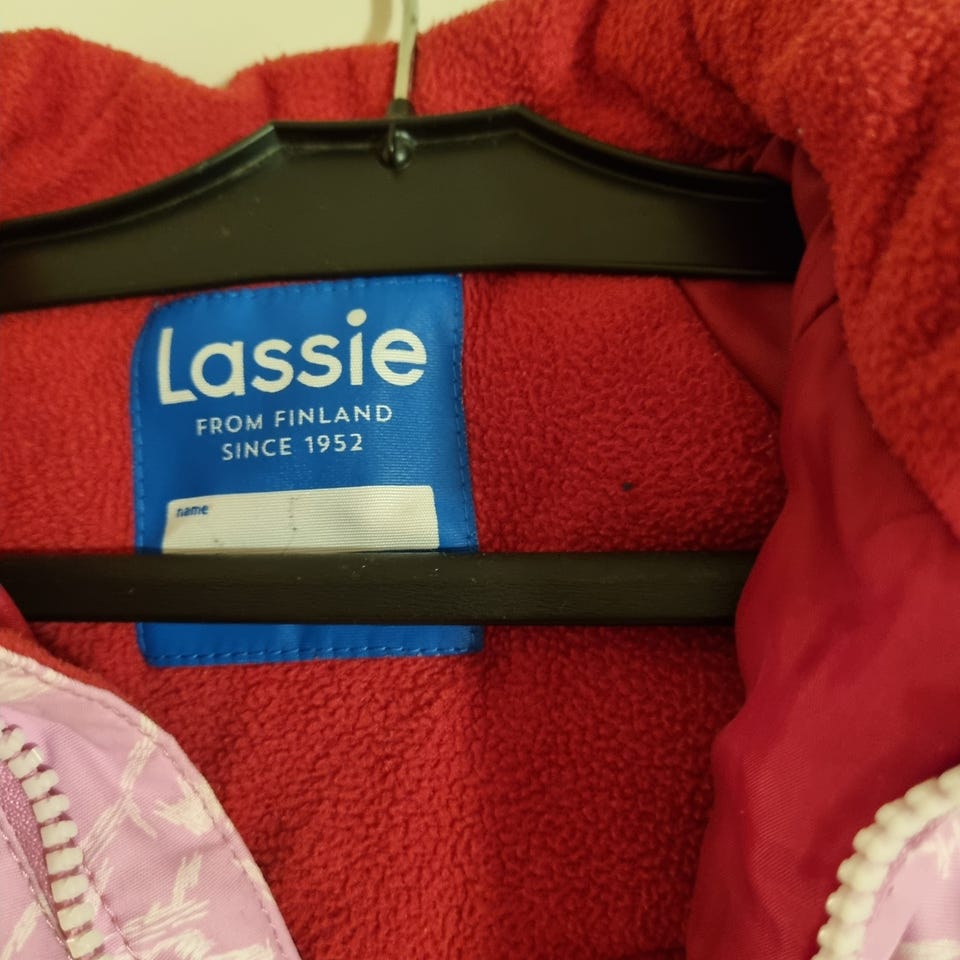 Lassie
FROM FINLAND
SINCE 1952
name